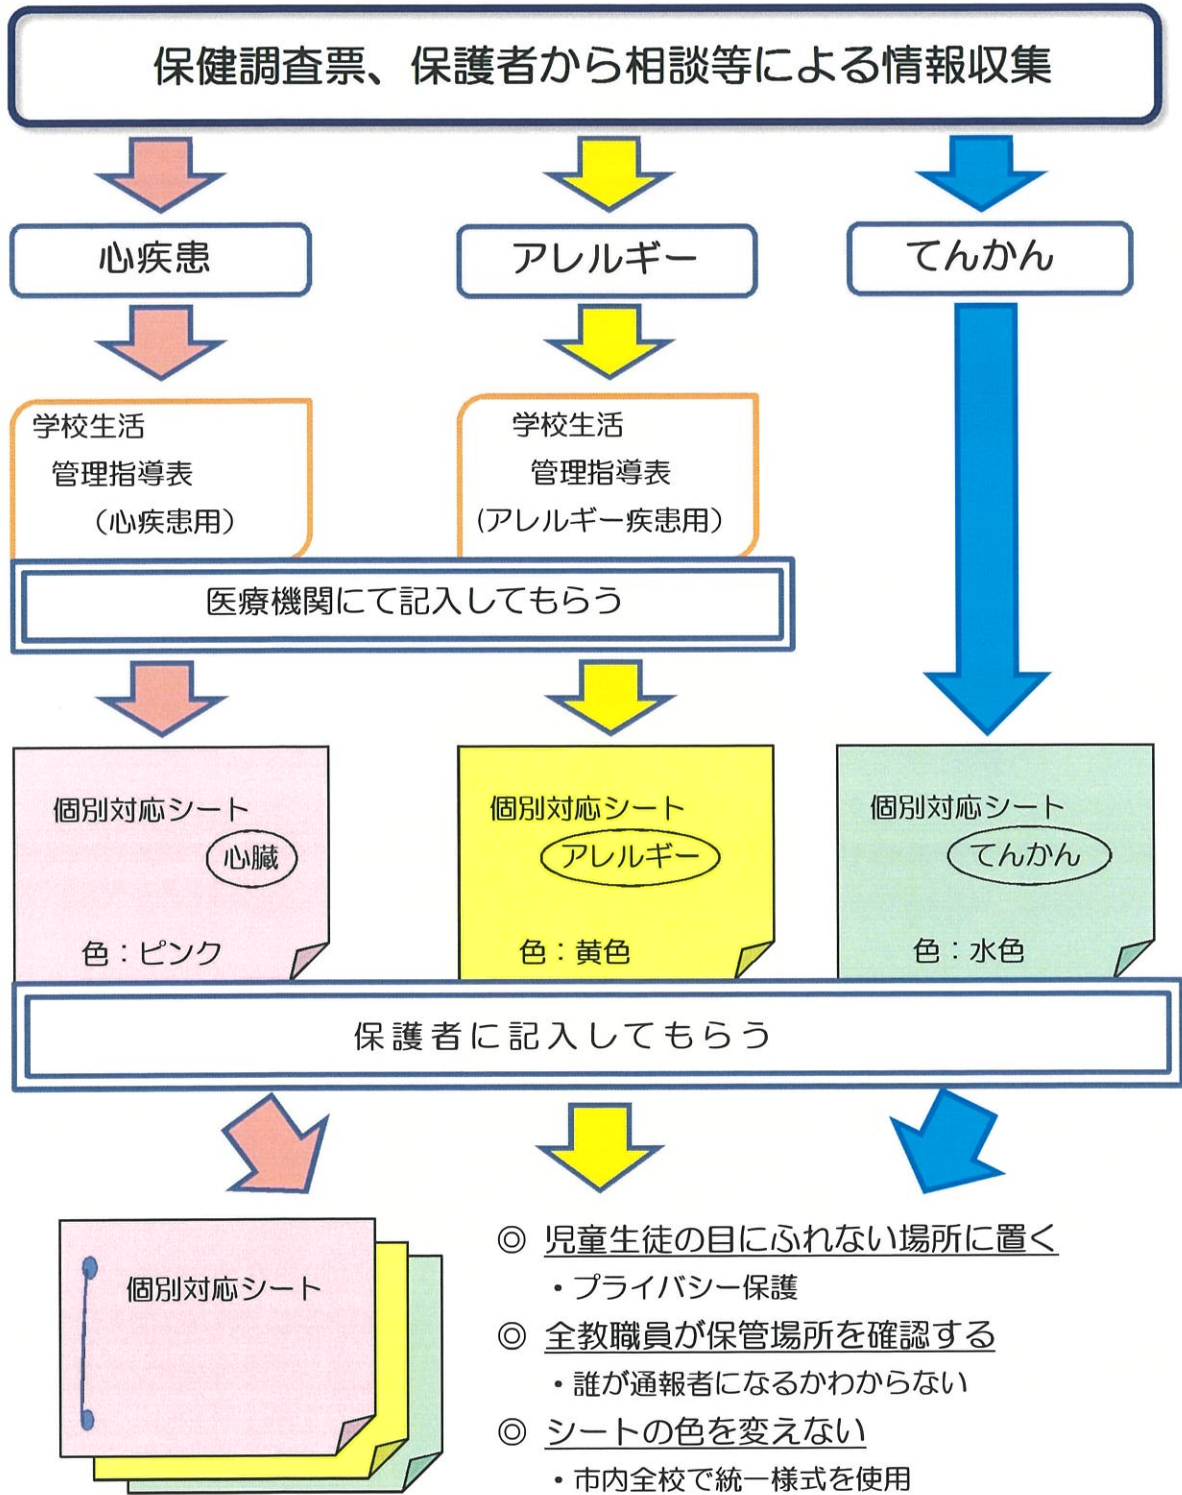 保健調査票、保護者から相談等による情報収集
心疾患
アレルギー
てんかん
学校生活
管理指導表
（心疾患用）
学校生活
管理指導表
(アレルギー疾患用）
医療機関にて記入してもらう
個別対応シート
心臓
色：ピンク
個別対応シート
アレルギー
色：黄色
個別対応シート
てんかん
色：水色
保護者に記入してもらう
個別対応シート
◎ 児童生徒の目にふれない場所に置く
・プライバシー保護
◎ 全教職員が保管場所を確認する
・誰が通報者になるかわからない
◎ シートの色を変えない
・市内全校で統一様式を使用